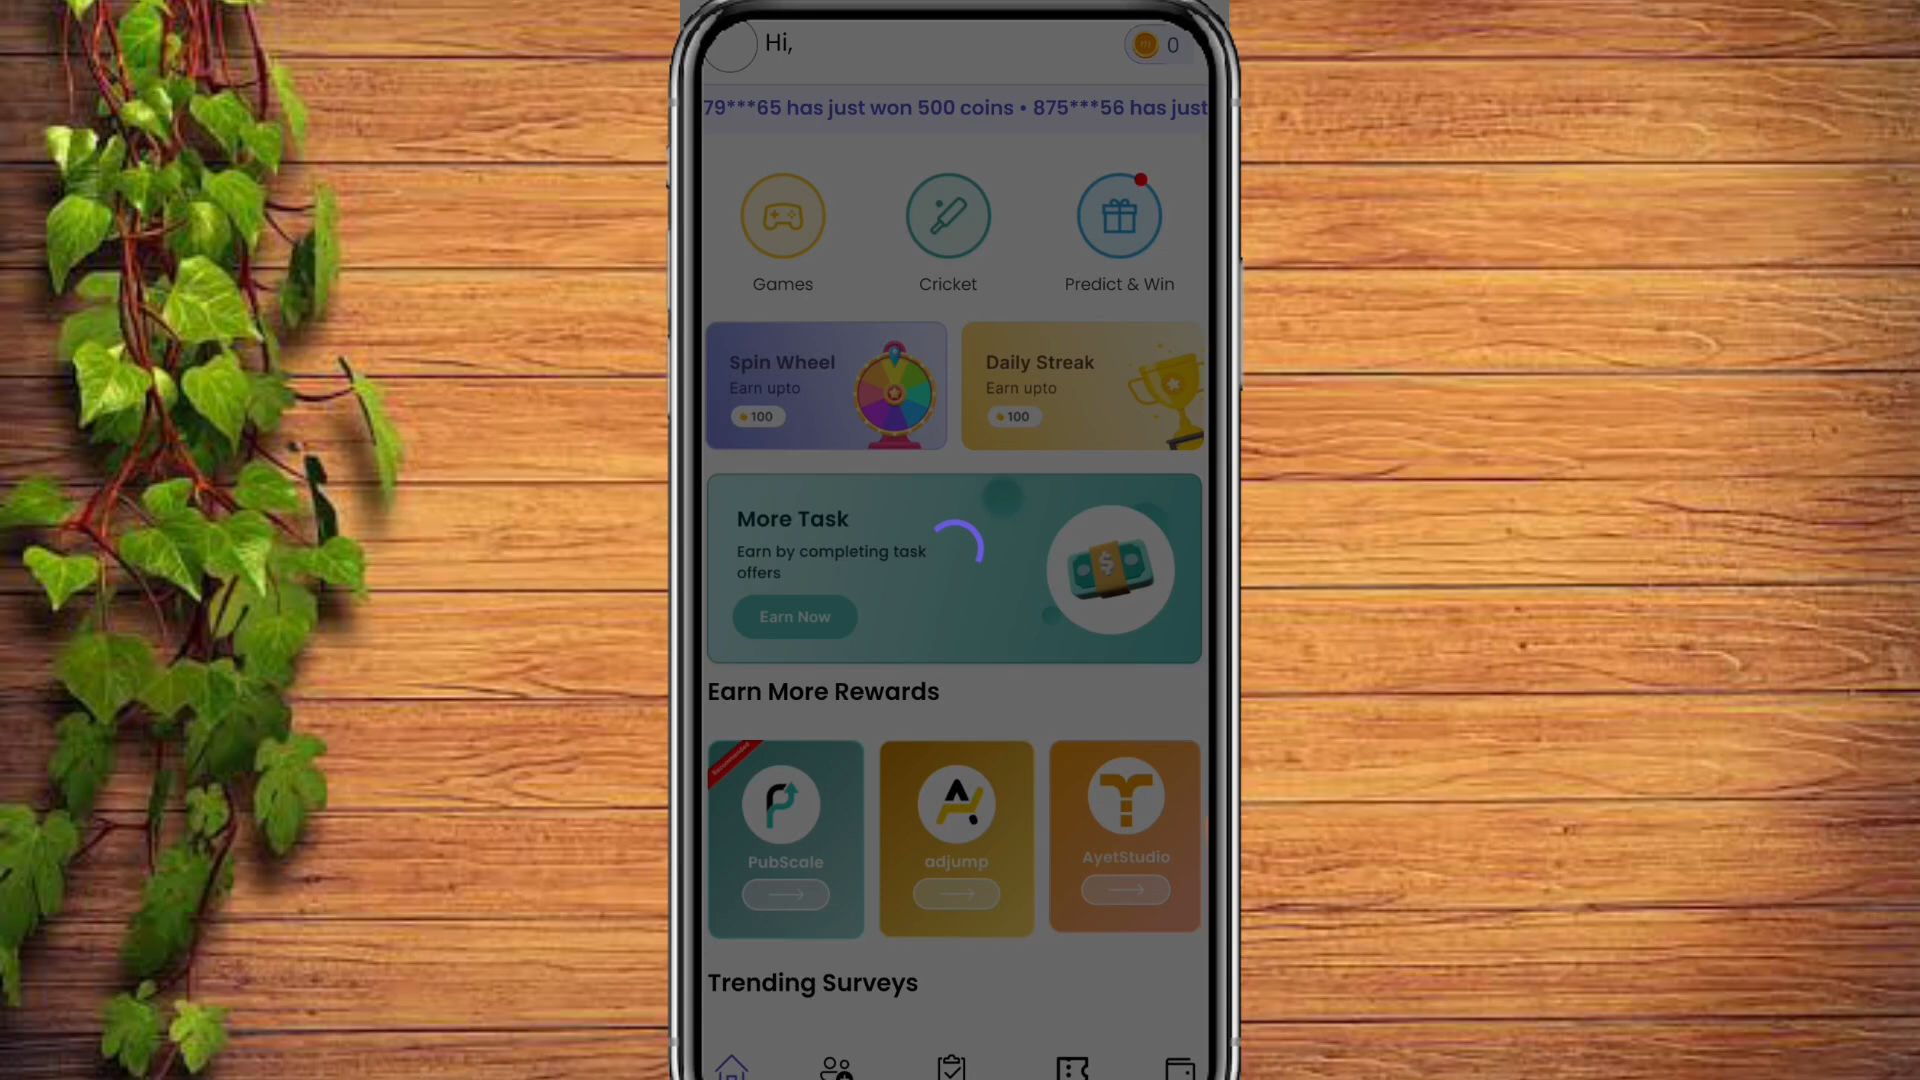 Hi,
0
79***65 has just won 500 coins • 875***56 has just
Games
Cricket
Predict & Win
Spin Wheel
Earn upto
100
Daily Streak
Earn upto
100
More Task
Earn by completing task
offers
Earn Now
Earn More Rewards
Recommended
PubScale
adjump
AyetStudio
Trending Surveys